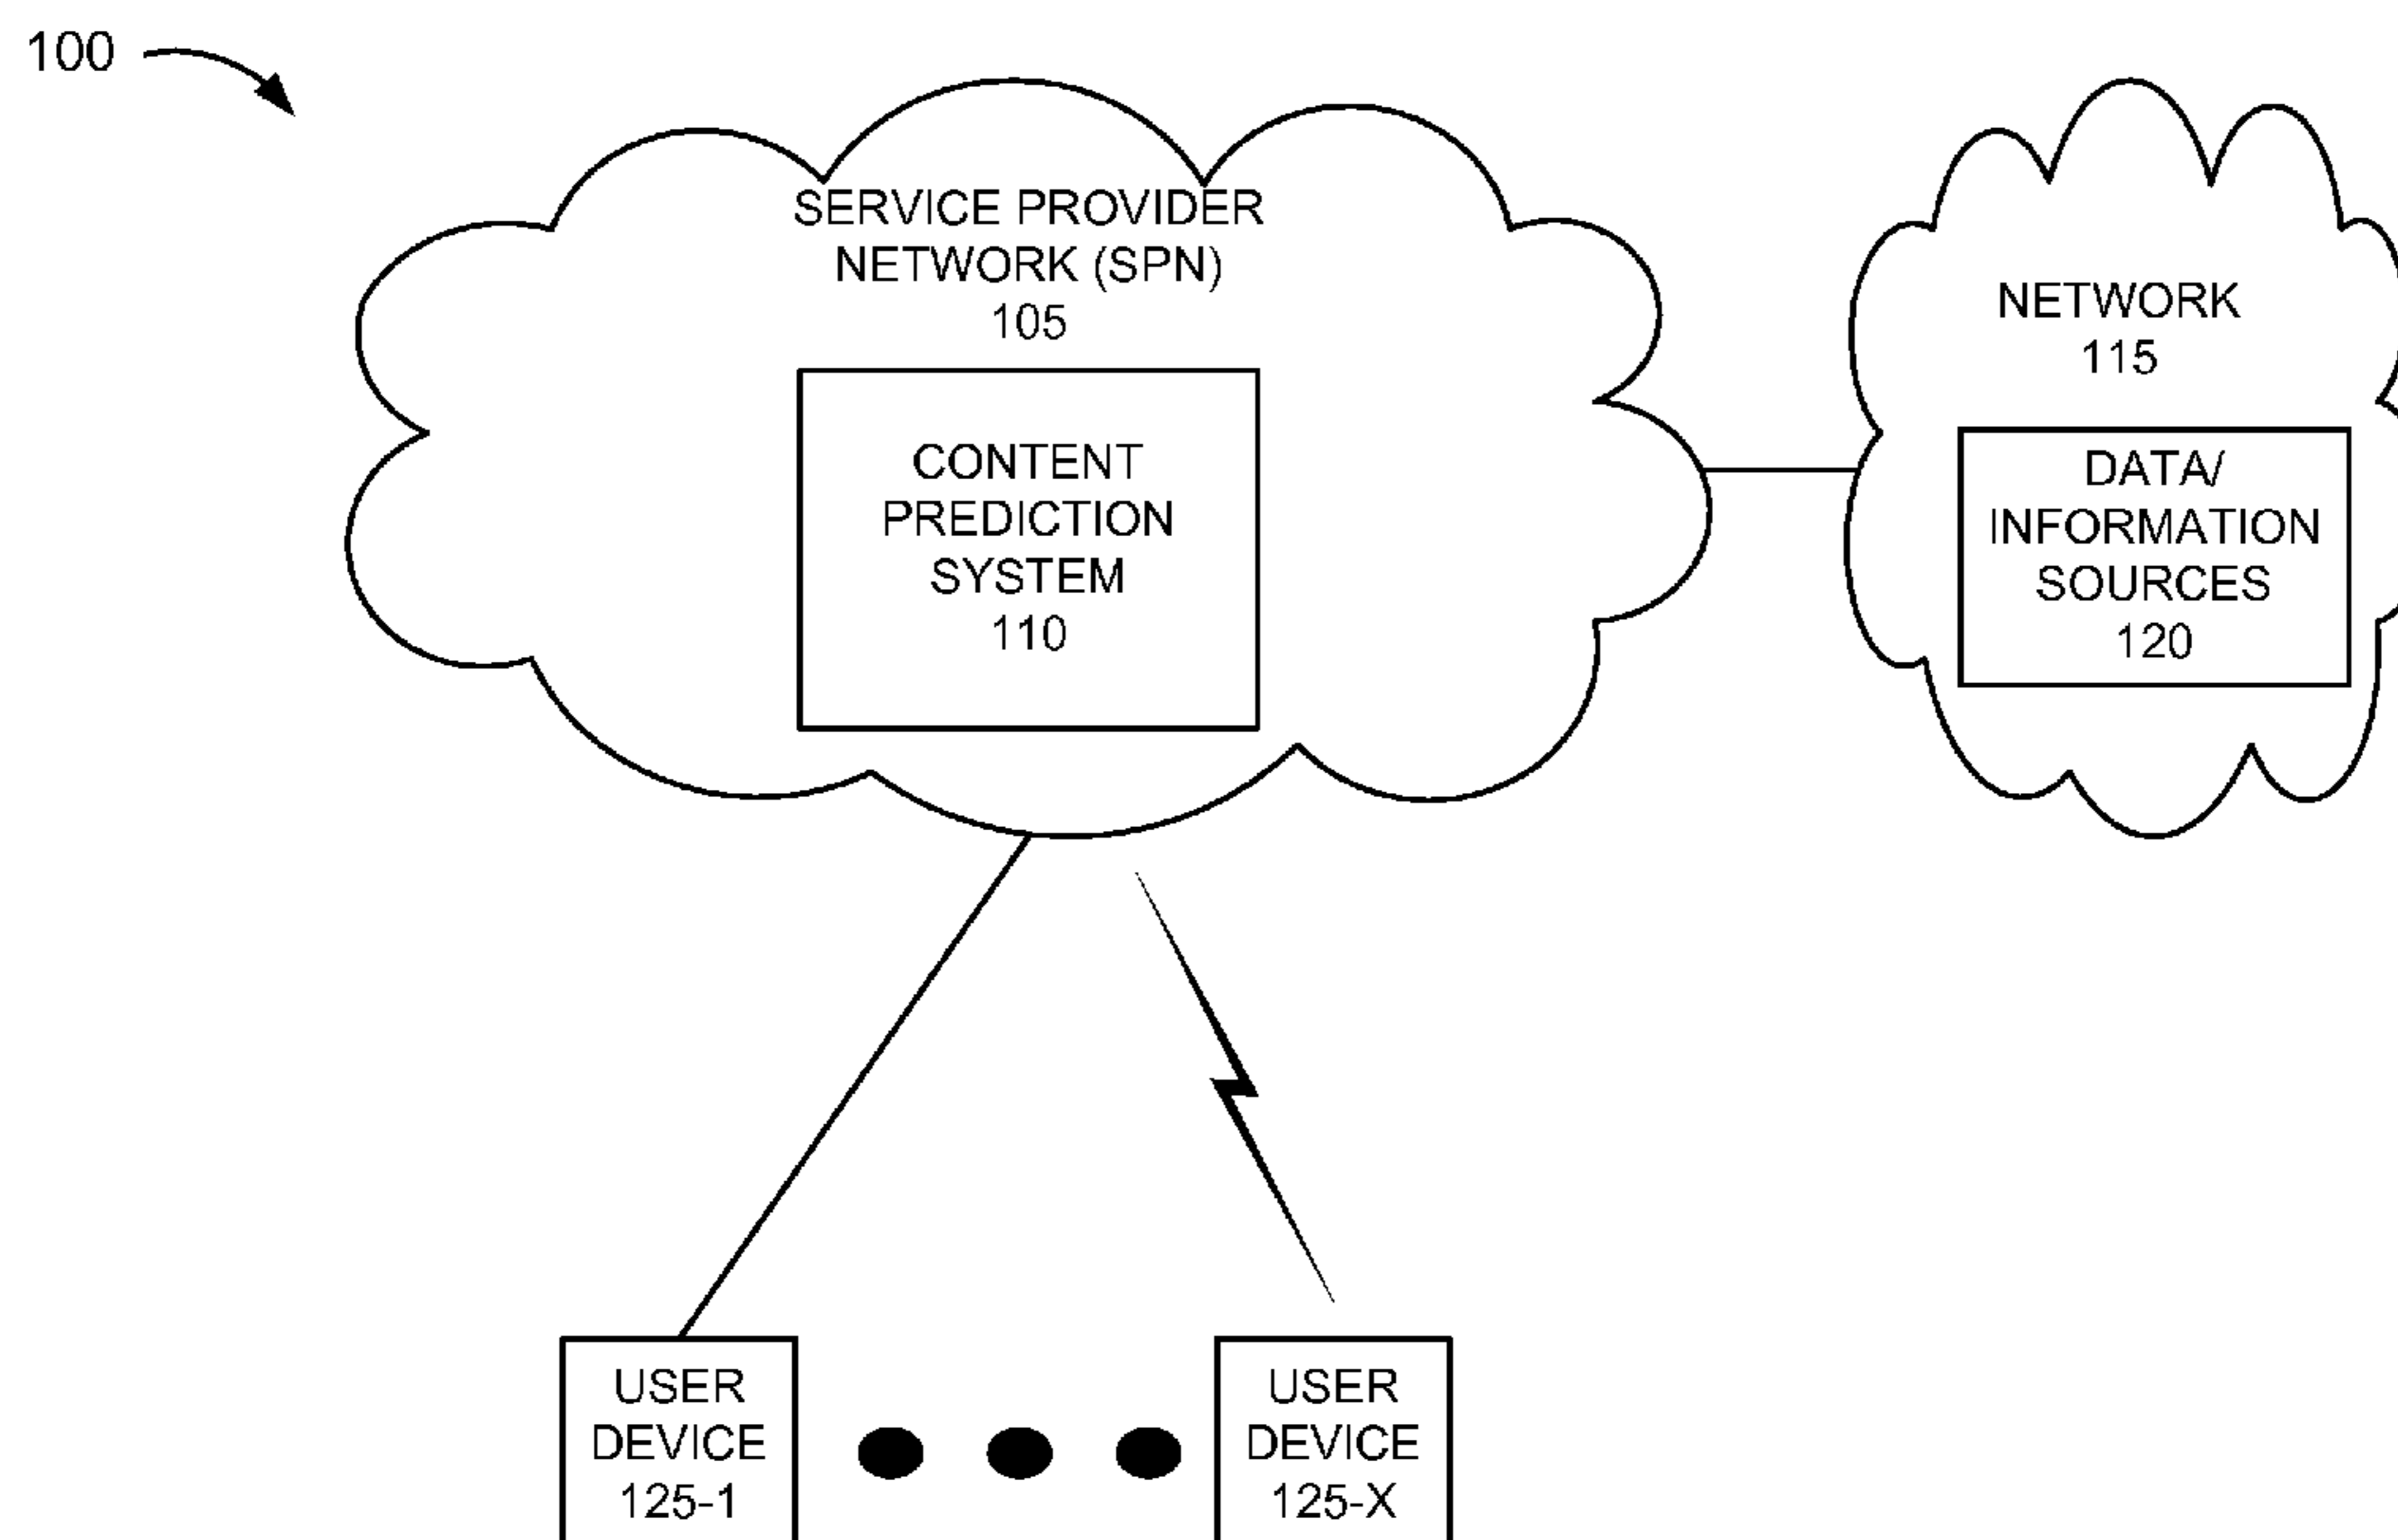 100
SERVICE PROVIDER
NETWORK (SPN)
105
CONTENT
PREDICTION
SYSTEM
110
NETWORK
115
DATA/
INFORMATION
SOURCES
120
USER
DEVICE
125-1
USER
DEVICE
125-X